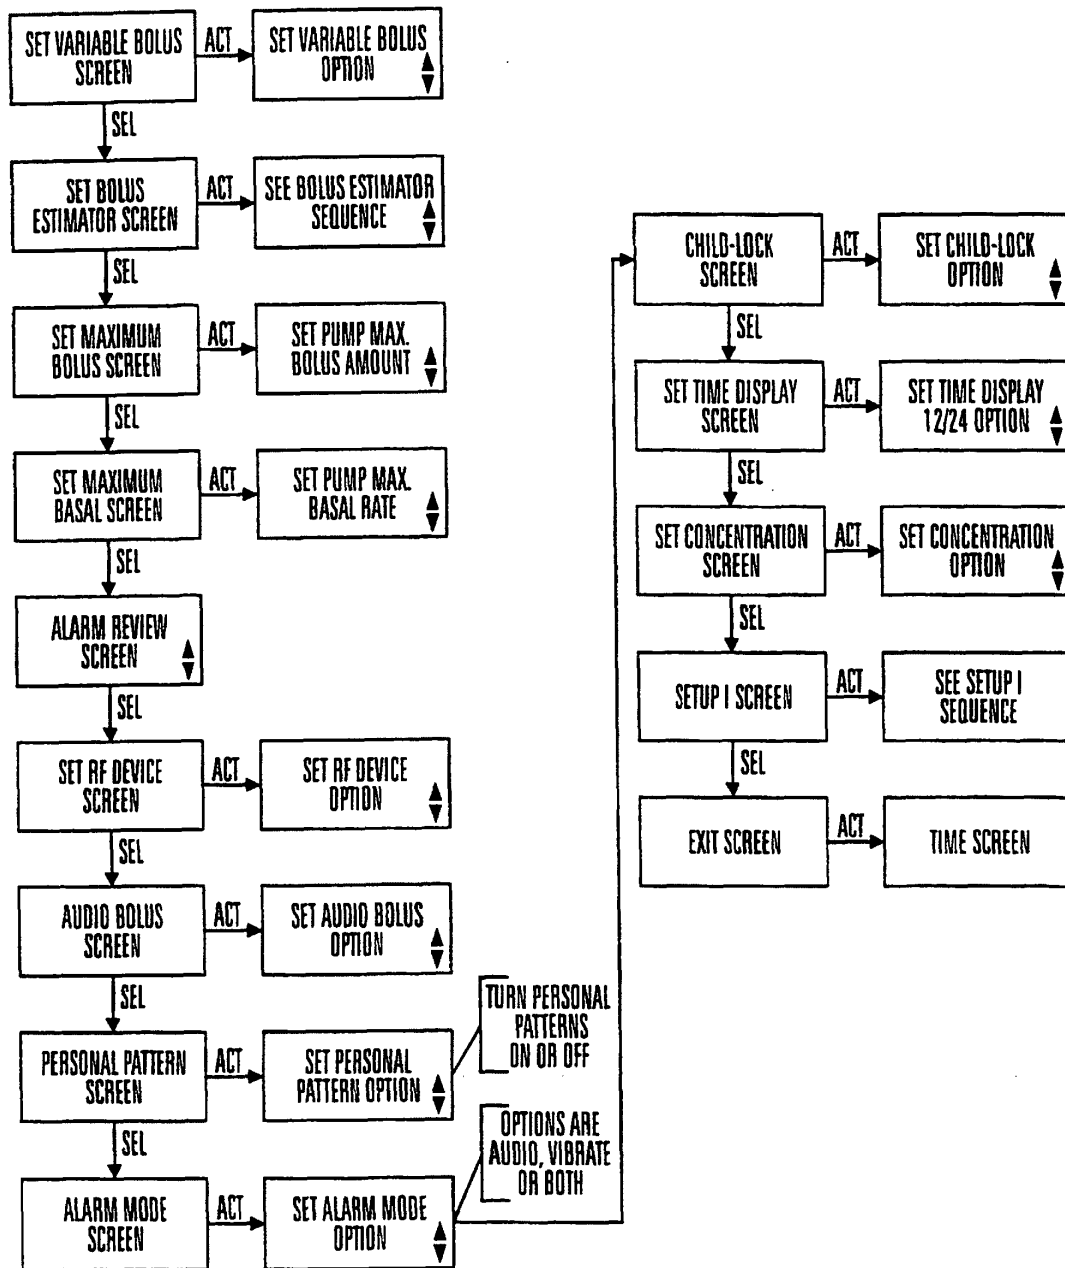 SET VARIABLE BOLUS
SCREEN
ACT
SET VARIABLE BOLUS
OPTION
SEL
SET BOLUS
ESTIMATOR SCREEN
ACT
SEE BOLUS ESTIMATOR
SEQUENCE
SEL
SET MAXIMUM
BOLUS SCREEN
ACT
SET PUMP MAX.
BOLUS AMOUNT
SEL
SET MAXIMUM
BASAL SCREEN
ACT
SET PUMP MAX.
BASAL RATE
SEL
ALARM REVIEW
SCREEN
SEL
SET RF DEVICE
SCREEN
ACT
SET RF DEVICE
OPTION
SEL
AUDIO BOLUS
SCREEN
ACT
SET AUDIO BOLUS
OPTION
SEL
PERSONAL PATTERN
SCREEN
ACT
SET PERSONAL
PATTERN OPTION
TURN PERSONAL
PATTERNS
ON OR OFF
SEL
ALARM MODE
SCREEN
ACT
SET ALARM MODE
OPTION
OPTIONS ARE
AUDIO, VIBRATE
OR BOTH
CHILD-LOCK
SCREEN
ACT
SET CHILD-LOCK
OPTION
SEL
SET TIME DISPLAY
SCREEN
ACT
SET TIME DISPLAY
12/24 OPTION
SEL
SET CONCENTRATION
SCREEN
ACT
SET CONCENTRATION
OPTION
SEL
SETUP I SCREEN
ACT
SEE SETUP I
SEQUENCE
SEL
EXIT SCREEN
ACT
TIME SCREEN